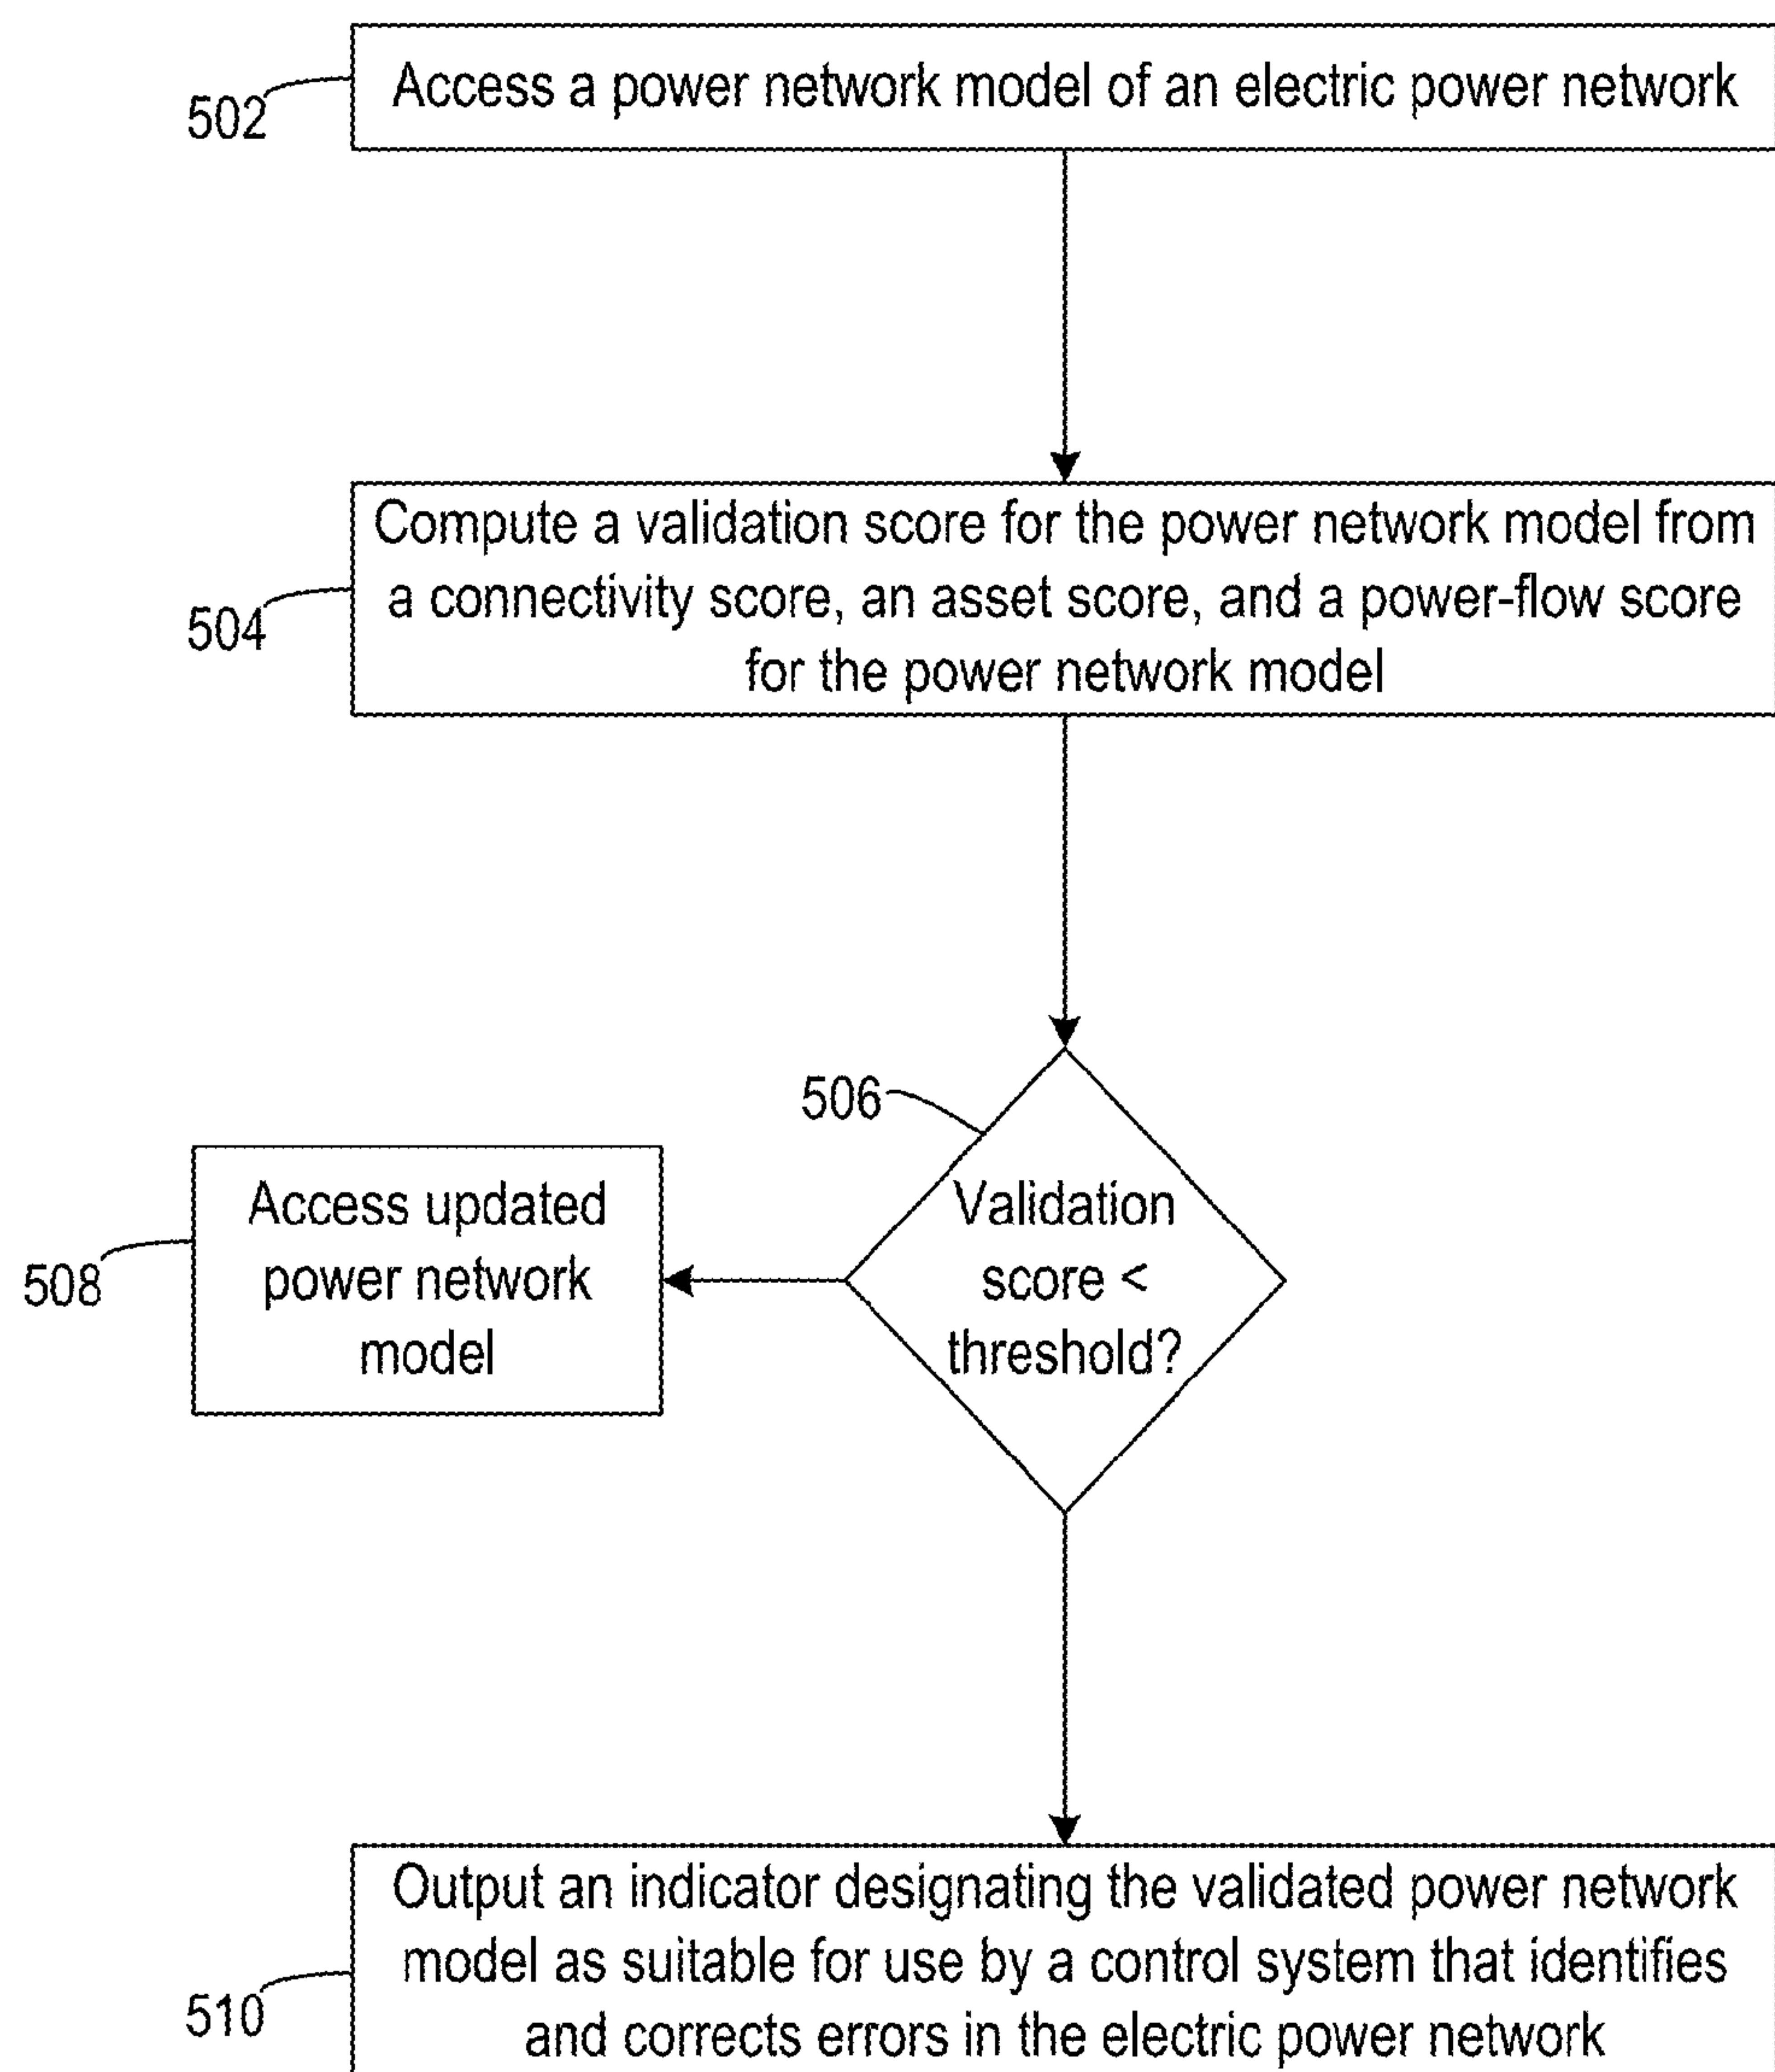 502
Access a power network model of an electric power network
504
Compute a validation score for the power network model from
a connectivity score, an asset score, and a power-flow score
for the power network model
506
Validation
score <
threshold?
508
Access updated
power network
model
510
Output an indicator designating the validated power network
model as suitable for use by a control system that identifies
and corrects errors in the electric power network